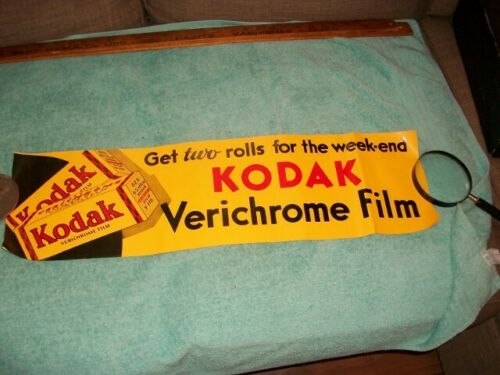 Get two rolls for the week-end
KODAK
Verichrome Film
Kodak
Kodak
VERICHROME FILM